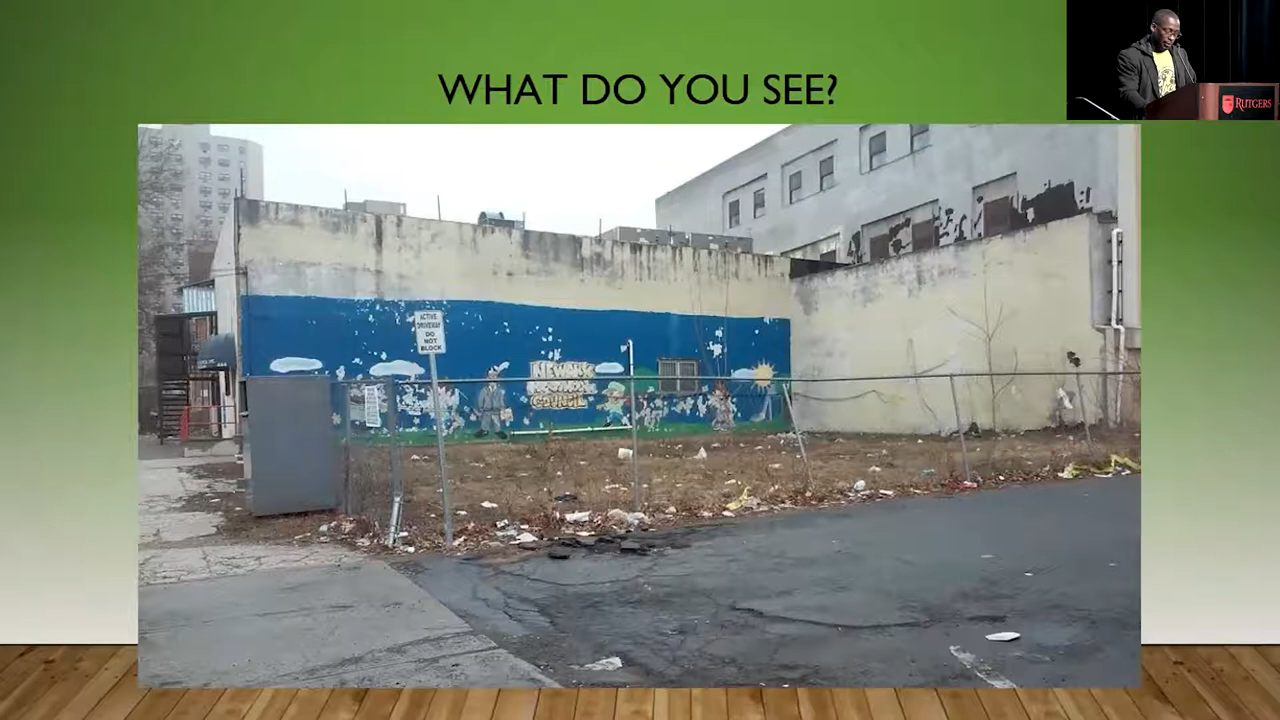 WHAT DO YOU SEE?
RUTGERS
ACTIVE
DRIVEWAY
DO
NOT
BLOCK
COUNCIL